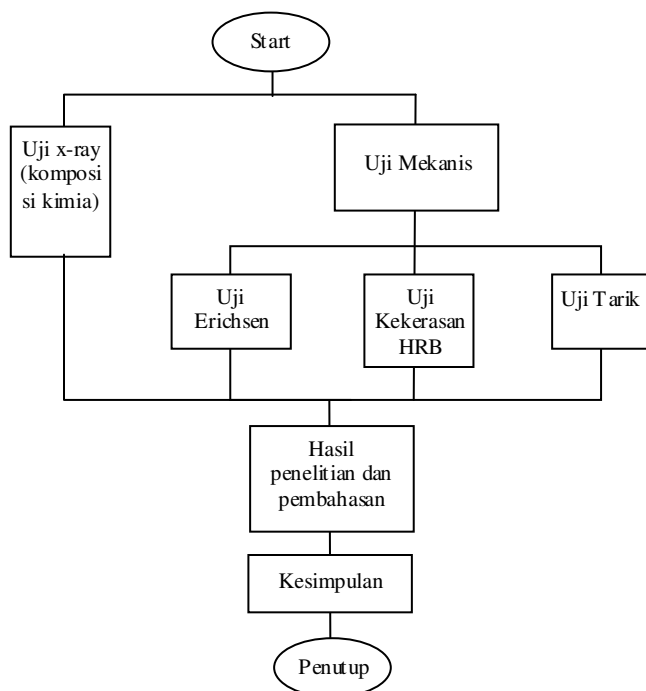 Start
Uji x-ray
(komposi
si kimia)
Uji Mekanis
Uji
Erichsen
Uji
Kekerasan
HRB
Uji Tarik
Hasil
penelitian dan
pembahasan
Kesimpulan
Penutup